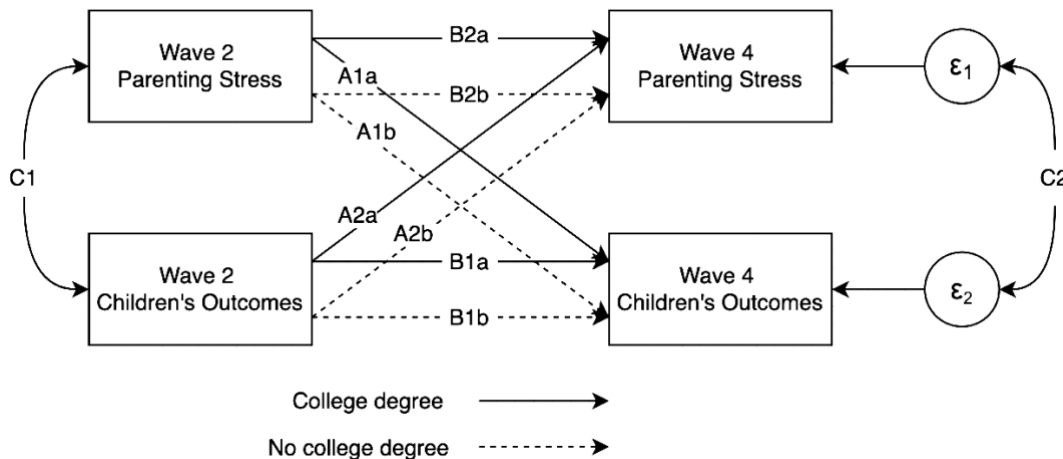 Wave 2
Parenting Stress
B2a
Wave 4
Parenting Stress
ε1
A1a
B2b
A1b
C1
C2
A2a
A2b
Wave 2
Children's Outcomes
B1a
B1b
Wave 4
Children's Outcomes
ε2
College degree
No college degree